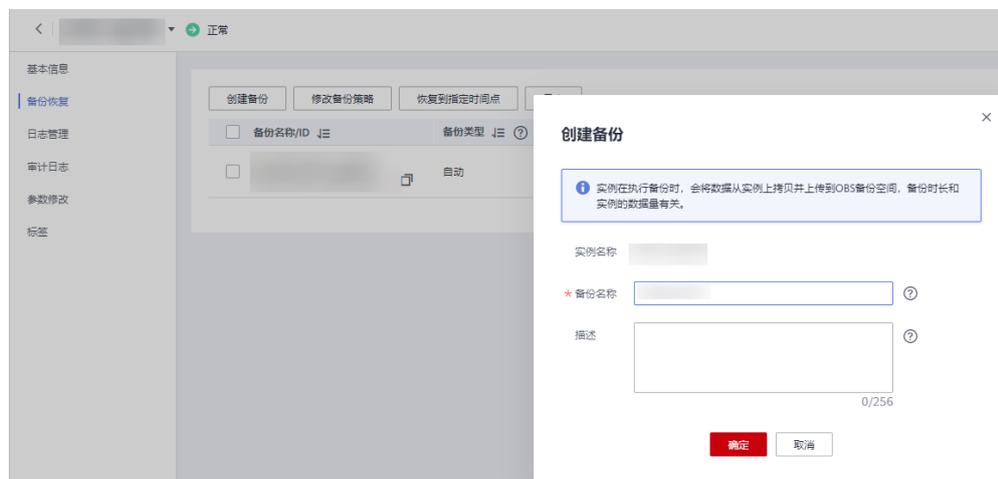 正常
基本信息
备份恢复
日志管理
审计日志
参数修改
标签
创建备份
修改备份策略
恢复到指定时间点
备份名称/ID
备份类型
自动
创建备份
实例在执行备份时，会将数据从实例上拷贝并上传到OBS备份空间，备份时长和
实例的数据量有关。
实例名称
* 备份名称
描述
0/256
确定
取消